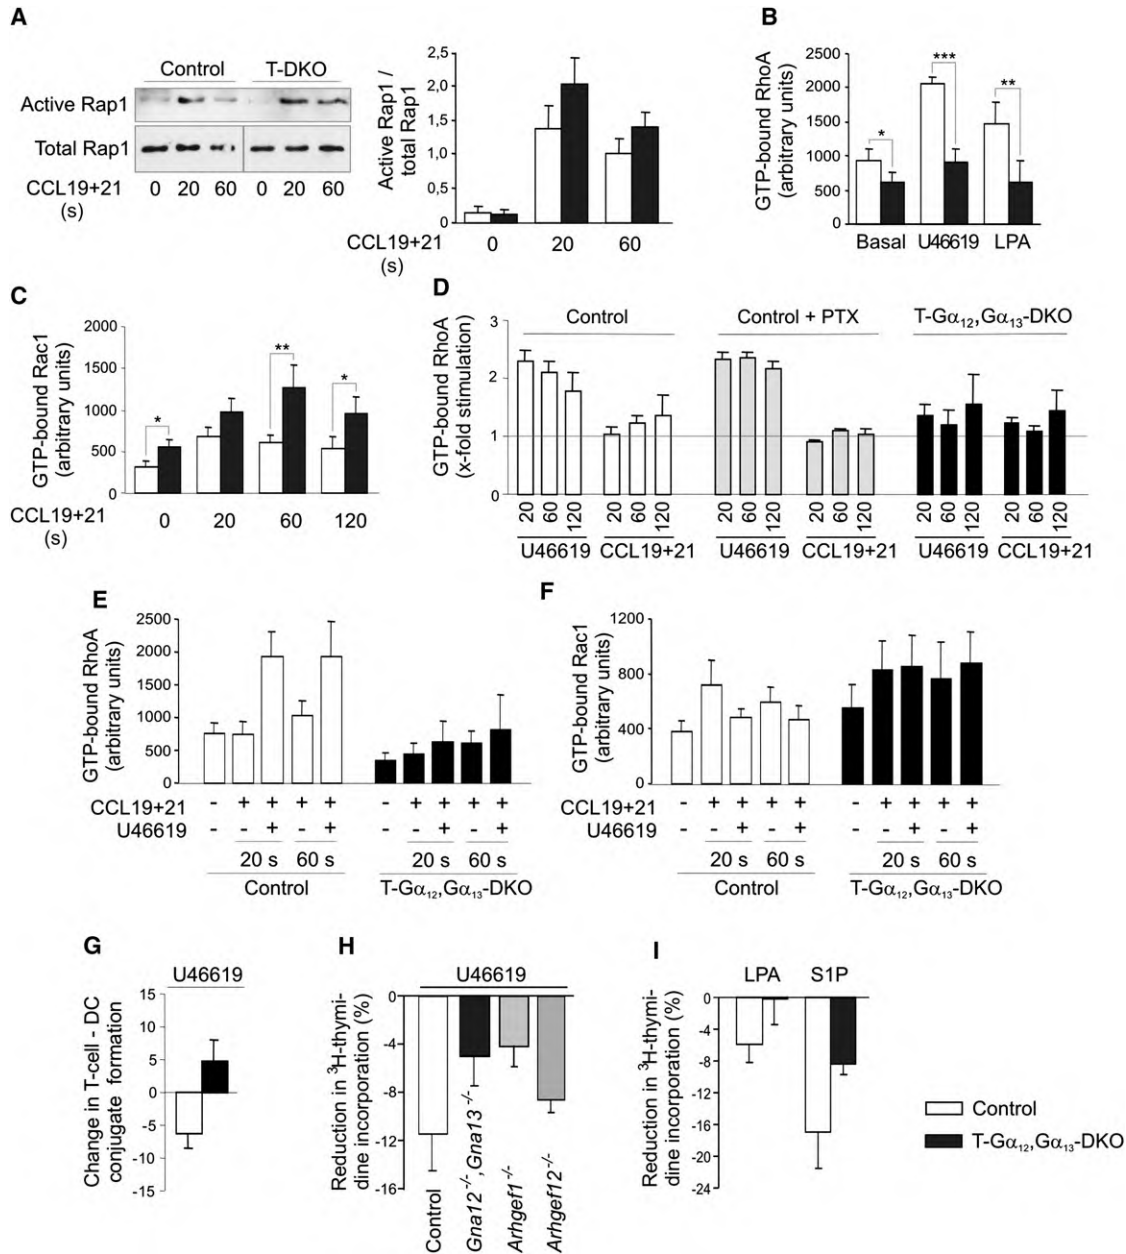 A
Control T-DKO
Active Rap1
Total Rap1
CCL19+21 0 20 60 0 20 60
(s)
Active Rap1 /
total Rap1
2,5
2,0
1,5
1,0
0,5
0
CCL19+21 0 20 60
(s)
B
GTP-bound RhoA
(arbitrary units)
2500
2000
1500
1000
500
0
* *** **
Basal U46619 LPA
C
GTP-bound Rac1
(arbitrary units)
2000
1500
1000
500
0
* ** *
CCL19+21 0 20 60 120
(s)
D
GTP-bound RhoA
(x-fold stimulation)
3
2
1
0
Control Control + PTX T-Gα₁₂,Gα₁₃-DKO
20 60 120 20 60 120 20 60 120 20 60 120 20 60 120 20 60 120
U46619 CCL19+21 U46619 CCL19+21 U46619 CCL19+21
E
GTP-bound RhoA
(arbitrary units)
2500
2000
1500
1000
500
0
CCL19+21 - + + + + - + + + +
U46619 - + + - + +
20 s 60 s 20 s 60 s
Control T-Gα₁₂,Gα₁₃-DKO
F
GTP-bound Rac1
(arbitrary units)
1200
800
400
0
CCL19+21 - + + + + - + + + +
U46619 - + + - + +
20 s 60 s 20 s 60 s
Control T-Gα₁₂,Gα₁₃-DKO
G
U46619
Change in T-cell - DC
conjugate formation
15
10
5
0
-5
-10
-15
H
U46619
Reduction in ³H-thymi-
dine incorporation (%)
0
-4
-8
-12
-16
Control
Gna12⁻/⁻,Gna13⁻/⁻
Arhgef1⁻/⁻
Arhgef12⁻/⁻
I
LPA S1P
Reduction in ³H-thymi-
dine incorporation (%)
0
-4
-8
-12
-16
-20
-24
Control
T-Gα₁₂,Gα₁₃-DKO